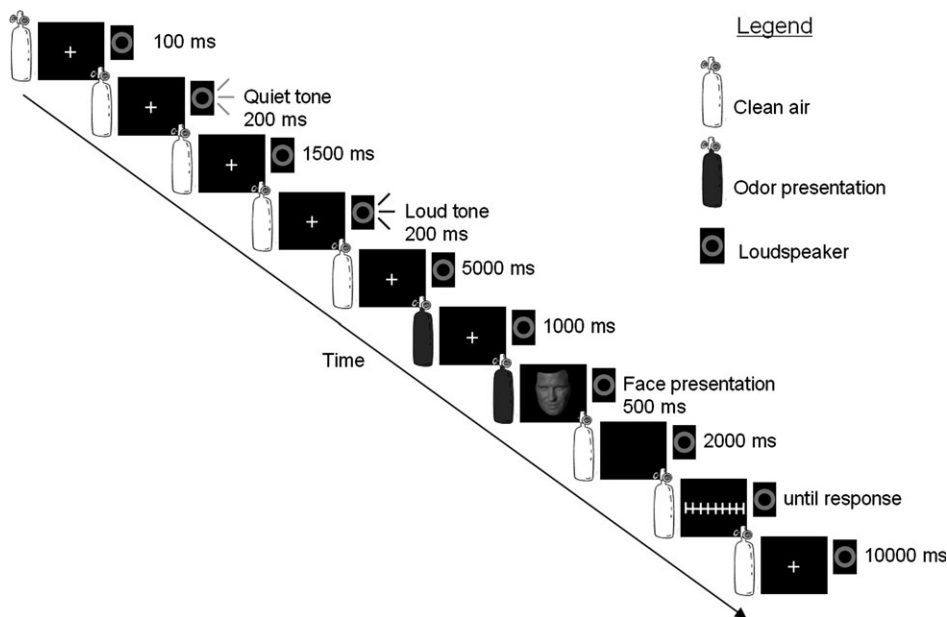 Legend
100 ms
Quiet tone
200 ms
Clean air
1500 ms
Odor presentation
Loud tone
200 ms
Loudspeaker
5000 ms
1000 ms
Time
Face presentation
500 ms
2000 ms
until response
10000 ms